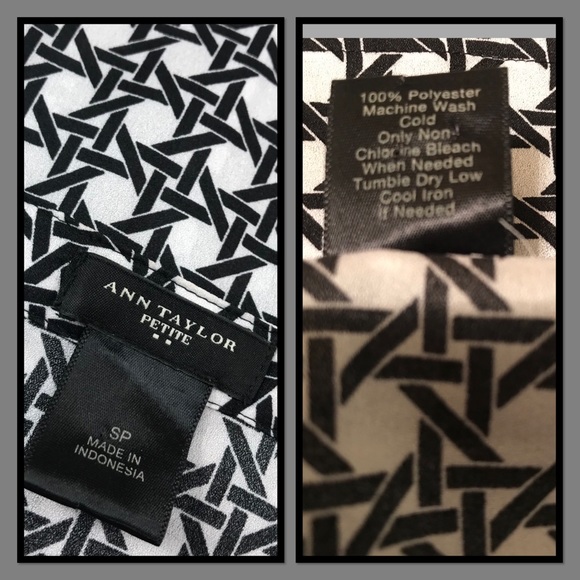 ANN TAYLOR
PETITE
SP
MADE IN
INDONESIA
100% Polyester
Machine Wash
Cold
Only Non-
Chlorine Bleach
When Needed
Tumble Dry Low
Cool Iron
If Needed